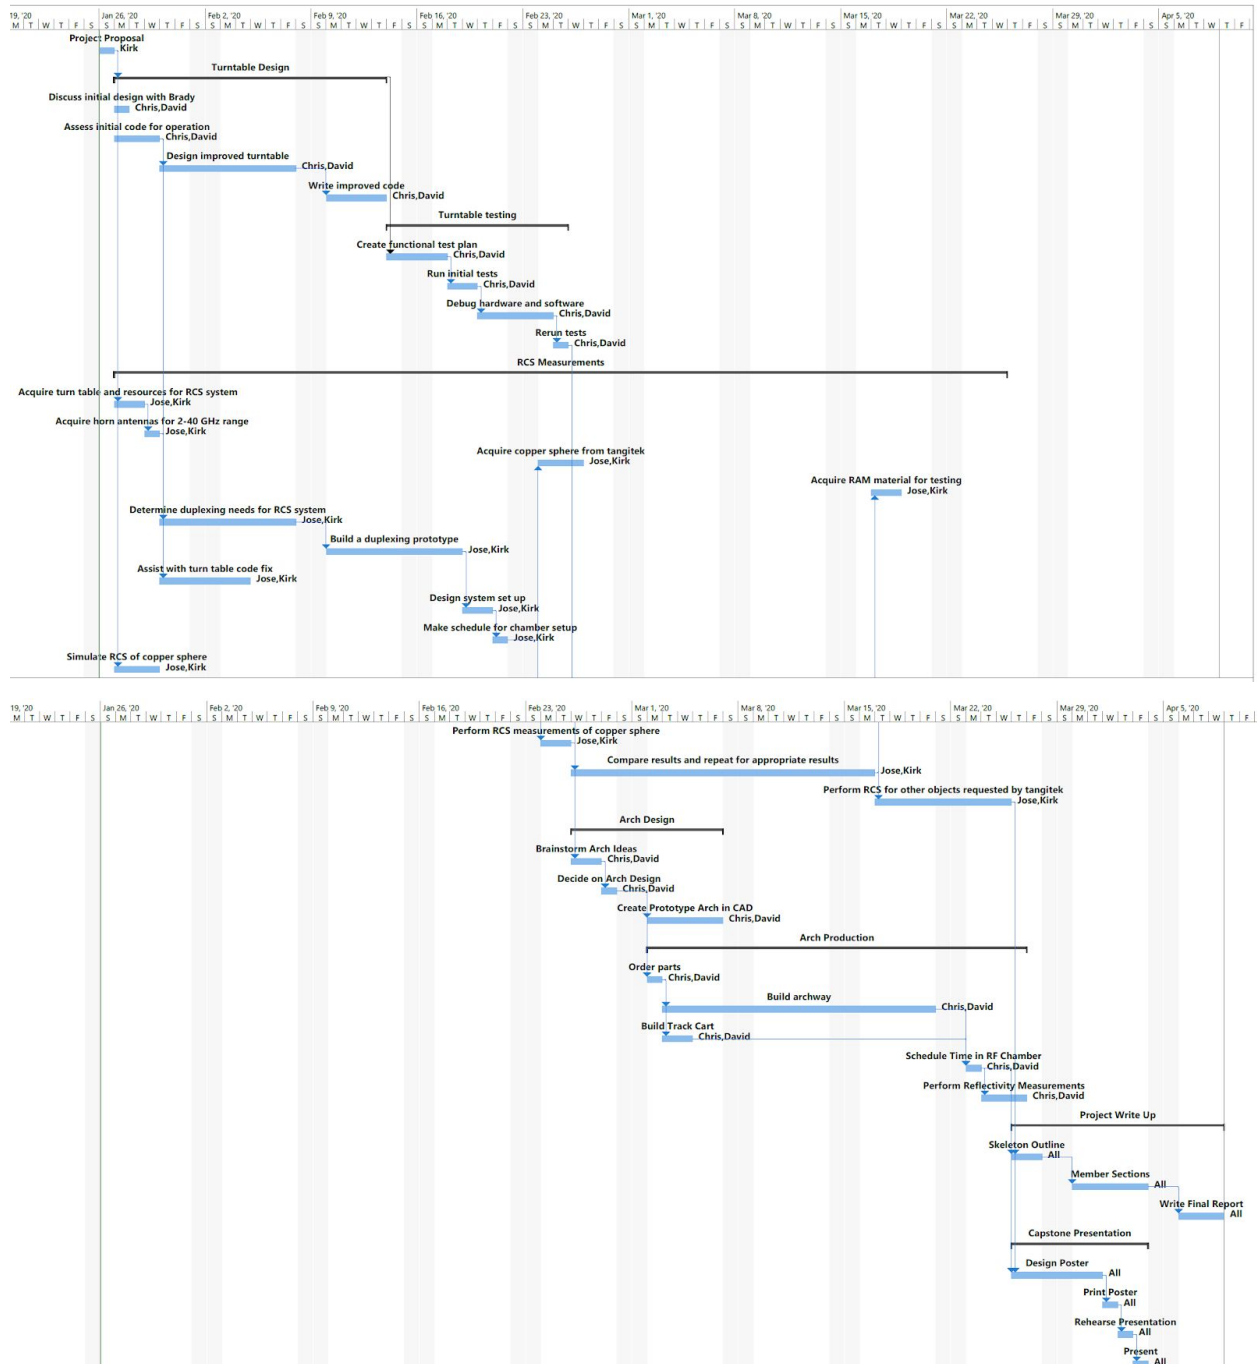 19, '20 Jan 26, '20 Feb 2, '20 Feb 9, '20 Feb 16, '20 Feb 23, '20 Mar 1, '20 Mar 8, '20 Mar 15, '20 Mar 22, '20 Mar 29, '20 Apr 5, '20
M T W T F S S M T W T F S S M T W T F S S M T W T F S S M T W T F S S M T W T F S S M T W T F S S M T W T F S S M T W T F S S M T W T F S S M T W T F S S M T W T F
Project Proposal
Kirk
Turntable Design
Discuss initial design with Brady
Chris,David
Assess initial code for operation
Chris,David
Design improved turntable
Chris,David
Write improved code
Chris,David
Turntable testing
Create functional test plan
Chris,David
Run initial tests
Chris,David
Debug hardware and software
Chris,David
Rerun tests
Chris,David
RCS Measurements
Acquire turn table and resources for RCS system
Jose,Kirk
Acquire horn antennas for 2-40 GHz range
Jose,Kirk
Acquire copper sphere from tangitek
Jose,Kirk
Acquire RAM material for testing
Jose,Kirk
Determine duplexing needs for RCS system
Jose,Kirk
Build a duplexing prototype
Jose,Kirk
Assist with turn table code fix
Jose,Kirk
Design system set up
Jose,Kirk
Make schedule for chamber setup
Jose,Kirk
Simulate RCS of copper sphere
Jose,Kirk
19, '20 Jan 26, '20 Feb 2, '20 Feb 9, '20 Feb 16, '20 Feb 23, '20 Mar 1, '20 Mar 8, '20 Mar 15, '20 Mar 22, '20 Mar 29, '20 Apr 5, '20
M T W T F S S M T W T F S S M T W T F S S M T W T F S S M T W T F S S M T W T F S S M T W T F S S M T W T F S S M T W T F S S M T W T F S S M T W T F S S M T W T F
Perform RCS measurements of copper sphere
Jose,Kirk
Compare results and repeat for appropriate results
Jose,Kirk
Perform RCS for other objects requested by tangitek
Jose,Kirk
Arch Design
Brainstorm Arch Ideas
Chris,David
Decide on Arch Design
Chris,David
Create Prototype Arch in CAD
Chris,David
Arch Production
Order parts
Chris,David
Build archway
Chris,David
Build Track Cart
Chris,David
Schedule Time in RF Chamber
Chris,David
Perform Reflectivity Measurements
Chris,David
Project Write Up
Skeleton Outline
All
Member Sections
All
Write Final Report
All
Capstone Presentation
Design Poster
All
Print Poster
All
Rehearse Presentation
All
Present
All